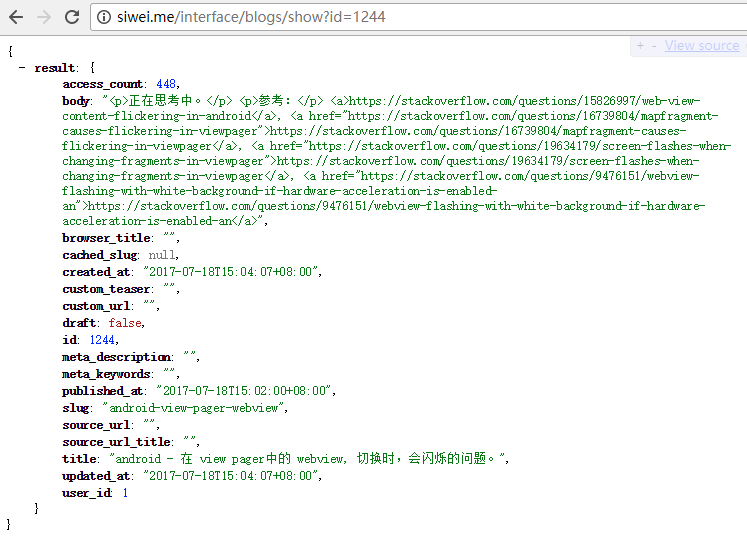 siwei.me/interface/blogs/show?id=1244
+ - View source
{
- result: {
access_count: 448,
body: "<p>正在思考中。</p> <p>参考：</p> <a>https://stackoverflow.com/questions/15826997/web-view-
content-flickering-in-android</a>, <a href="https://stackoverflow.com/questions/16739804/mapfragment-
causes-flickering-in-viewpager">https://stackoverflow.com/questions/16739804/mapfragment-causes-
flickering-in-viewpager</a>, <a href="https://stackoverflow.com/questions/19634179/screen-flashes-when-
changing-fragments-in-viewpager">https://stackoverflow.com/questions/19634179/screen-flashes-when-
changing-fragments-in-viewpager</a>, <a href="https://stackoverflow.com/questions/9476151/webview-
flashing-with-white-background-if-hardware-acceleration-is-enabled-
an">https://stackoverflow.com/questions/9476151/webview-flashing-with-white-background-if-hardware-
acceleration-is-enabled-an</a>",
browser_title: "",
cached_slug: null,
created_at: "2017-07-18T15:04:07+08:00",
custom_teaser: "",
custom_url: "",
draft: false,
id: 1244,
meta_description: "",
meta_keywords: "",
published_at: "2017-07-18T15:02:00+08:00",
slug: "android-view-pager-webview",
source_url: "",
source_url_title: "",
title: "android - 在 view pager中的 webview, 切换时，会闪烁的问题。",
updated_at: "2017-07-18T15:04:07+08:00",
user_id: 1
}
}